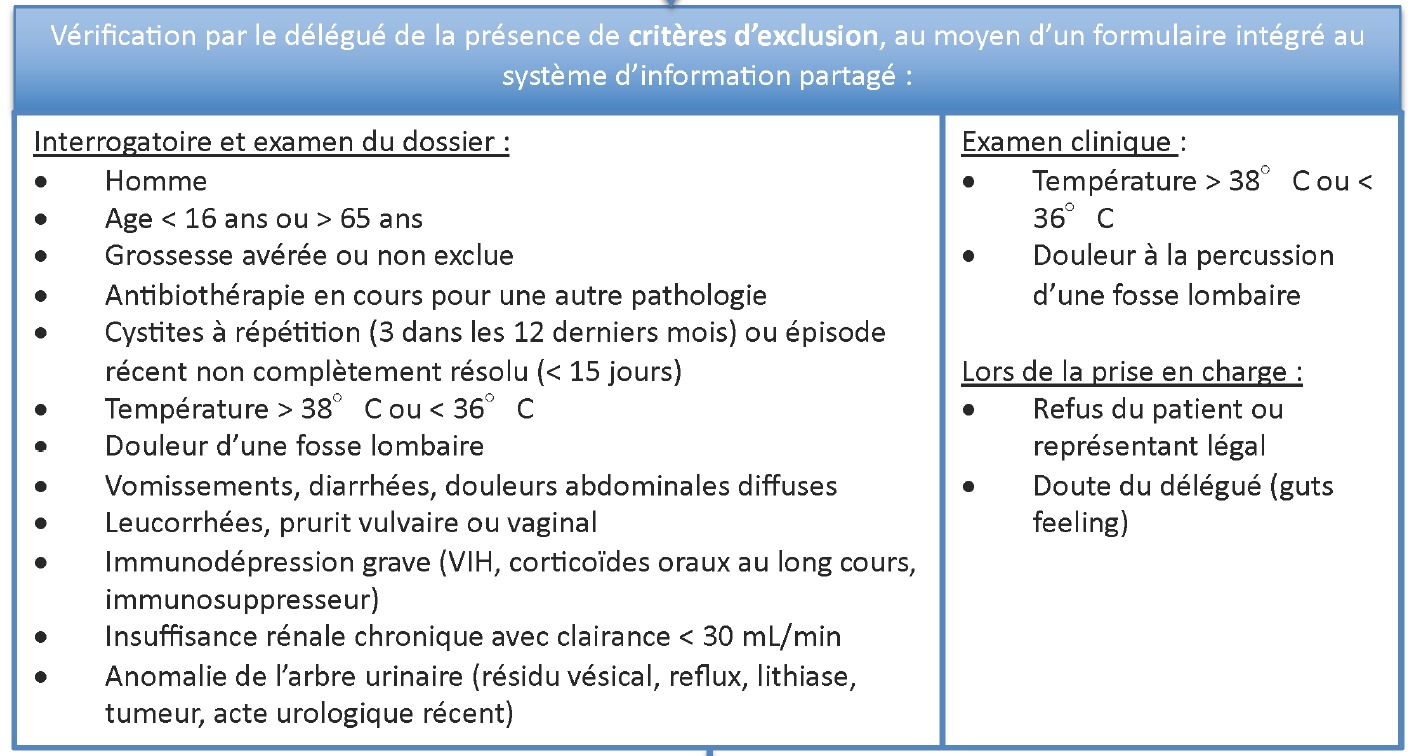 Vérification par le délégué de la présence de critères d'exclusion, au moyen d'un formulaire intégré au
système d'information partagé :
Interrogatoire et examen du dossier :
• Homme
• Age < 16 ans ou > 65 ans
• Grossesse avérée ou non exclue
• Antibiothérapie en cours pour une autre pathologie
• Cystites à répétition (3 dans les 12 derniers mois) ou épisode
récent non complètement résolu (< 15 jours)
• Température > 38° C ou < 36° C
• Douleur d'une fosse lombaire
• Vomissements, diarrhées, douleurs abdominales diffuses
• Leucorrhées, prurit vulvaire ou vaginal
• Immunodépression grave (VIH, corticoïdes oraux au long cours,
immunosuppresseur)
• Insuffisance rénale chronique avec clairance < 30 mL/min
• Anomalie de l'arbre urinaire (résidu vésical, reflux, lithiase,
tumeur, acte urologique récent)
Examen clinique :
• Température > 38° C ou <
36° C
• Douleur à la percussion
d'une fosse lombaire
Lors de la prise en charge :
• Refus du patient ou
représentant légal
• Doute du délégué (guts
feeling)